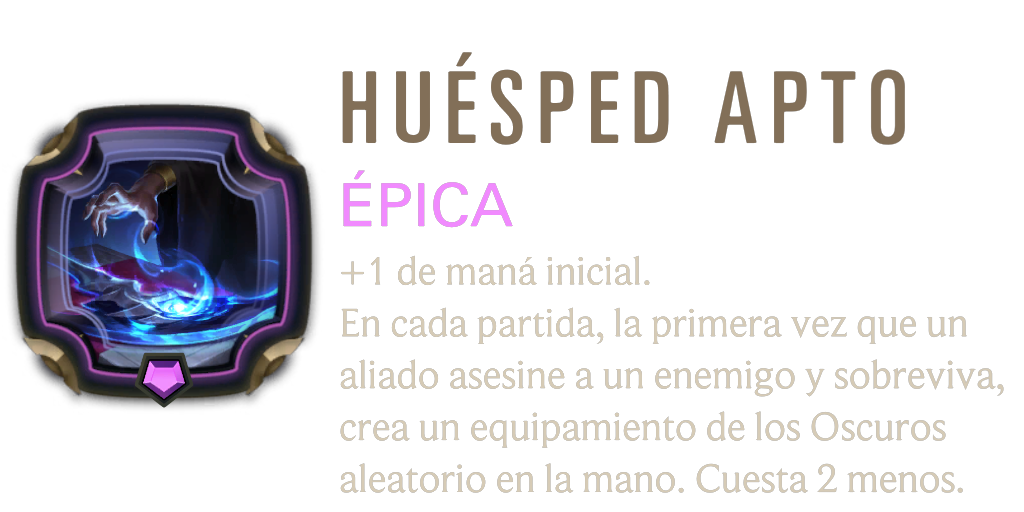 HUÉSPED APTO
ÉPICA
+1 de maná inicial.
En cada partida, la primera vez que un
aliado asesine a un enemigo y sobreviva,
crea un equipamiento de los Oscuros
aleatorio en la mano. Cuesta 2 menos.